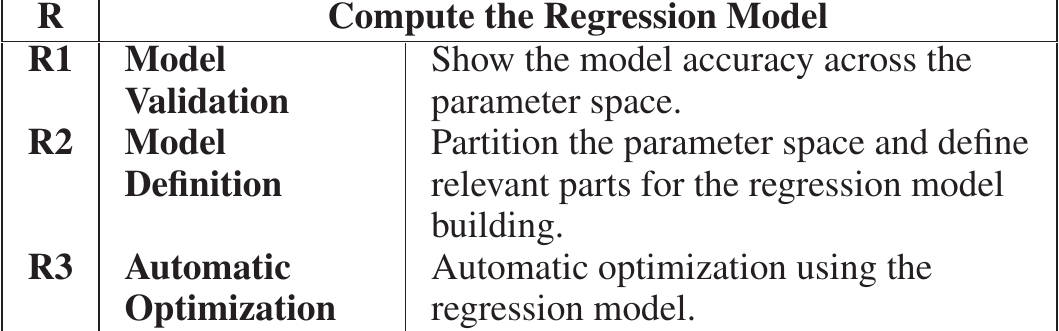 R Compute the Regression Model
R1 Model Show the model accuracy across the
Validation parameter space.
R2 Model Partition the parameter space and define
Definition relevant parts for the regression model
building.
R3 Automatic Automatic optimization using the
Optimization regression model.